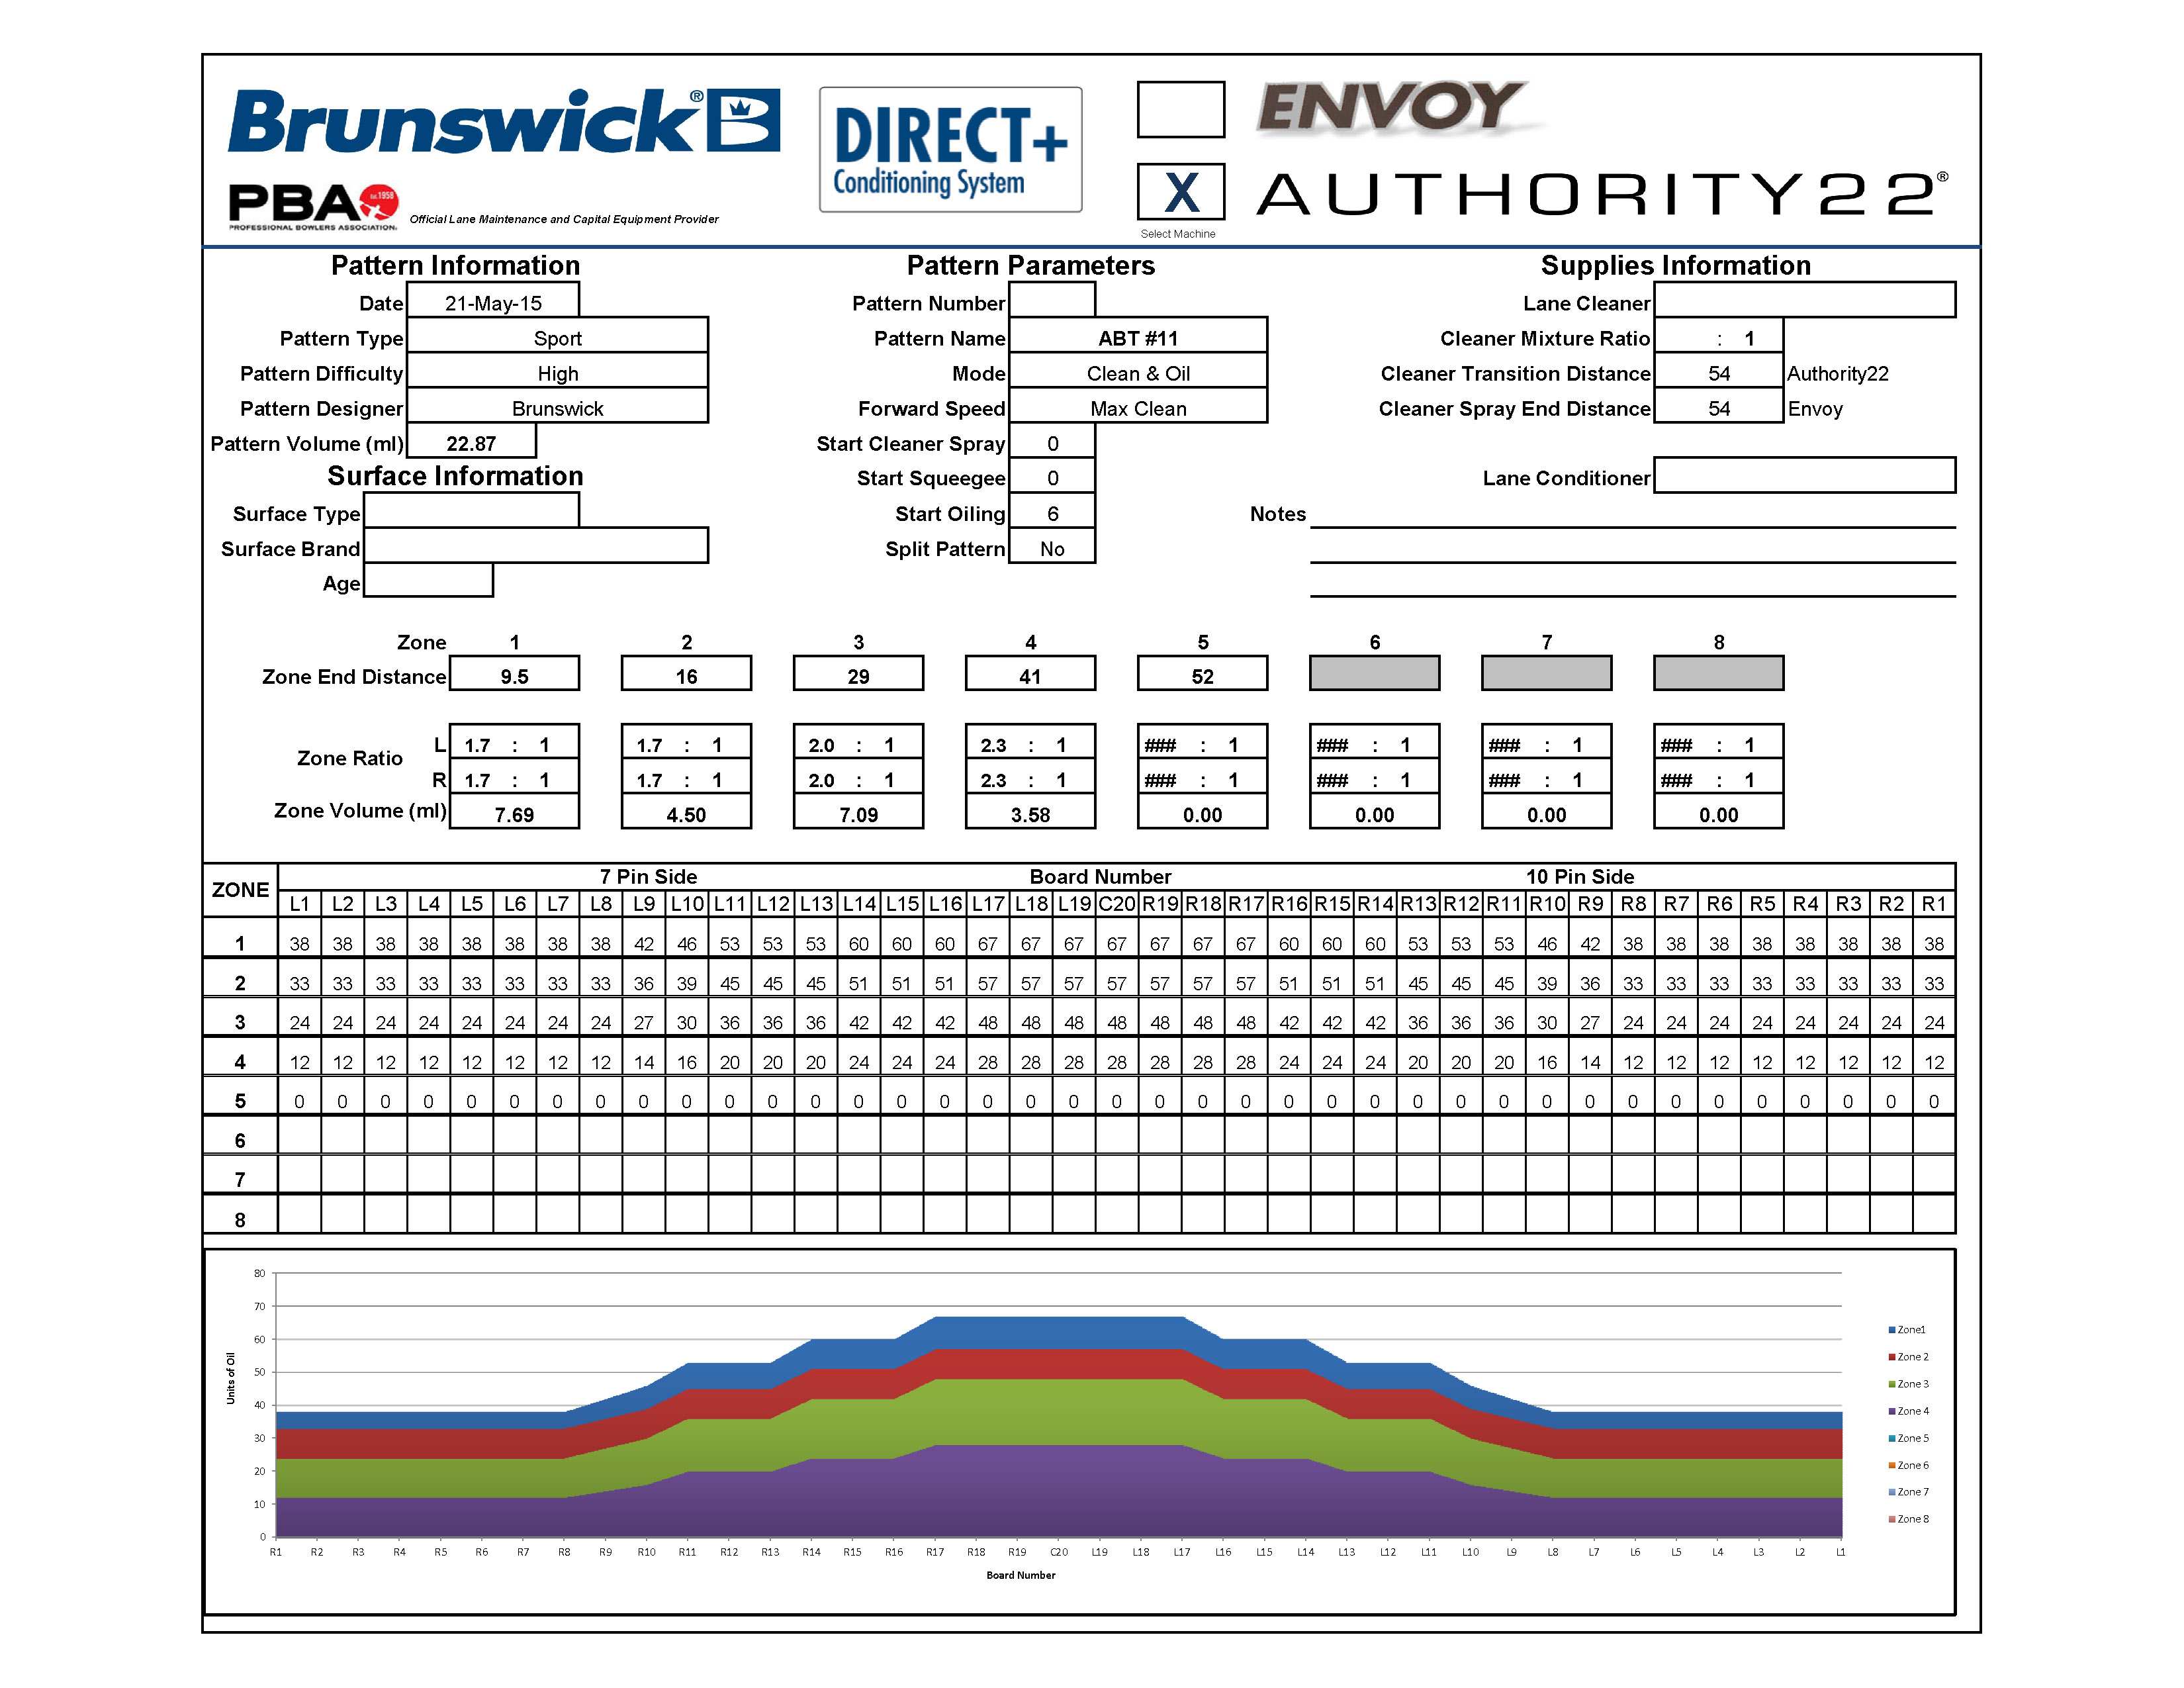 Brunswick® B
DIRECT+
Conditioning System
ENVOY
PBA est.1958
PROFESSIONAL BOWLERS ASSOCIATION.
Official Lane Maintenance and Capital Equipment Provider
X AUTHORITY22®
Select Machine
Pattern Information
Date 21-May-15
Pattern Type Sport
Pattern Difficulty High
Pattern Designer Brunswick
Pattern Volume (ml) 22.87
Surface Information
Surface Type
Surface Brand
Age
Pattern Parameters
Pattern Number
Pattern Name ABT #11
Mode Clean & Oil
Forward Speed Max Clean
Start Cleaner Spray 0
Start Squeegee 0
Start Oiling 6
Split Pattern No
Supplies Information
Lane Cleaner
Cleaner Mixture Ratio : 1
Cleaner Transition Distance 54 Authority22
Cleaner Spray End Distance 54 Envoy
Lane Conditioner
Notes
Zone 1 2 3 4 5 6 7 8
Zone End Distance 9.5 16 29 41 52
Zone Ratio
L 1.7 : 1 1.7 : 1 2.0 : 1 2.3 : 1 ### : 1 ### : 1 ### : 1 ### : 1
R 1.7 : 1 1.7 : 1 2.0 : 1 2.3 : 1 ### : 1 ### : 1 ### : 1 ### : 1
Zone Volume (ml) 7.69 4.50 7.09 3.58 0.00 0.00 0.00 0.00
ZONE 7 Pin Side Board Number 10 Pin Side
L1 L2 L3 L4 L5 L6 L7 L8 L9 L10 L11 L12 L13 L14 L15 L16 L17 L18 L19 C20 R19 R18 R17 R16 R15 R14 R13 R12 R11 R10 R9 R8 R7 R6 R5 R4 R3 R2 R1
1 38 38 38 38 38 38 38 38 42 46 53 53 53 60 60 60 67 67 67 67 67 67 67 60 60 60 53 53 53 46 42 38 38 38 38 38 38 38 38
2 33 33 33 33 33 33 33 33 36 39 45 45 45 51 51 51 57 57 57 57 57 57 57 51 51 51 45 45 45 39 36 33 33 33 33 33 33 33 33
3 24 24 24 24 24 24 24 24 27 30 36 36 36 42 42 42 48 48 48 48 48 48 48 42 42 42 36 36 36 30 27 24 24 24 24 24 24 24 24
4 12 12 12 12 12 12 12 12 14 16 20 20 20 24 24 24 28 28 28 28 28 28 28 24 24 24 20 20 20 16 14 12 12 12 12 12 12 12 12
5 0 0 0 0 0 0 0 0 0 0 0 0 0 0 0 0 0 0 0 0 0 0 0 0 0 0 0 0 0 0 0 0 0 0 0 0 0 0 0
6
7
8
Units of Oil
80
70
60
50
40
30
20
10
0
R1 R2 R3 R4 R5 R6 R7 R8 R9 R10 R11 R12 R13 R14 R15 R16 R17 R18 R19 C20 L19 L18 L17 L16 L15 L14 L13 L12 L11 L10 L9 L8 L7 L6 L5 L4 L3 L2 L1
Board Number
Zone1
Zone 2
Zone 3
Zone 4
Zone 5
Zone 6
Zone 7
Zone 8